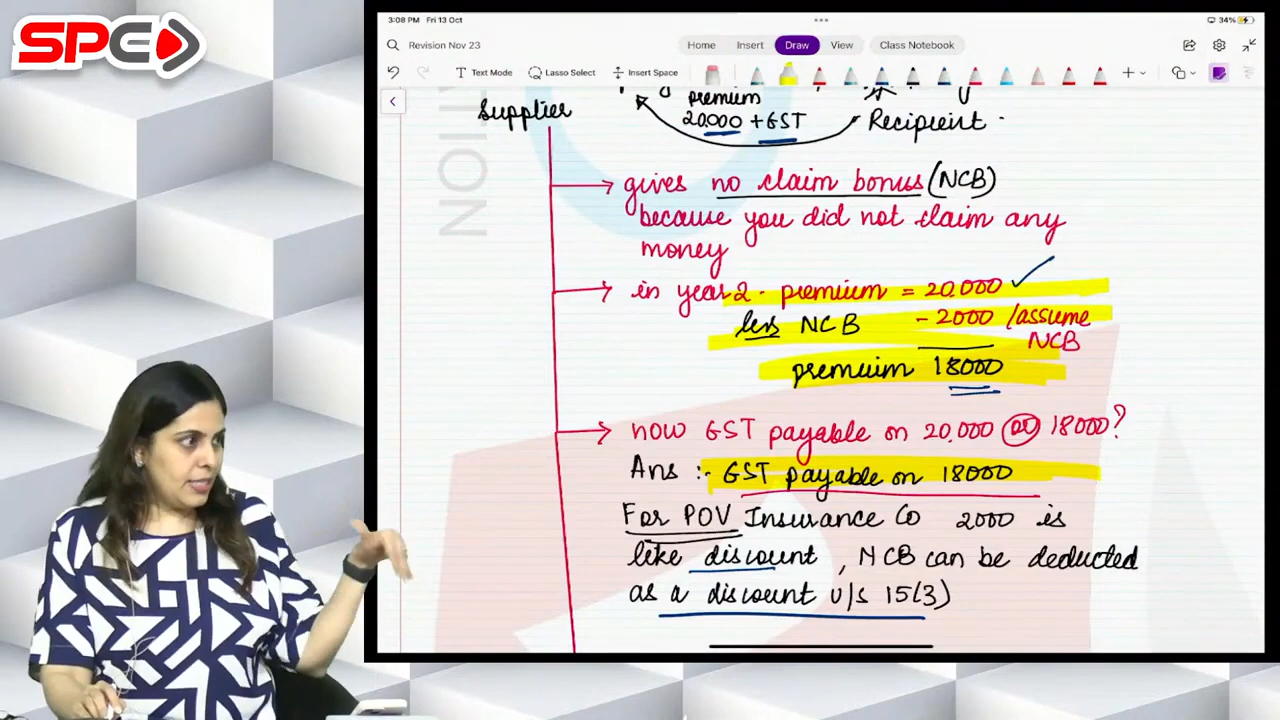 SPC
3:08 PM Fri 13 Oct
34%
Revision Nov 23
Home Insert Draw View Class Notebook
Text Mode Lasso Select Insert Space
premium
Supplier 20,000 + GST Recipient
gives no claim bonus (NCB)
because you did not claim any
money
in year 2. premium = 20,000 ✓
less NCB - 2000 /assume
NCB
premium 18000
now GST payable on 20,000 or 18000?
Ans :- GST payable on 18000
For POV Insurance Co 2000 is
like discount, NCB can be deducted
as a discount u/s 15(3)